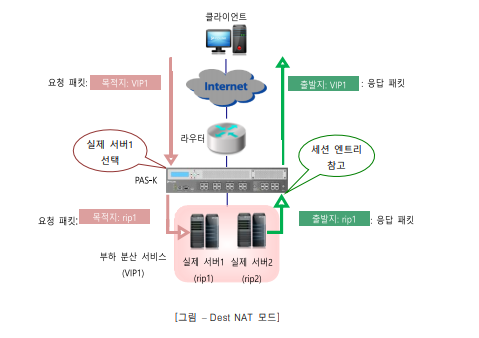 클라이언트
요청 패킷: 목적지: VIP1
출발지: VIP1 : 응답 패킷
Internet
라우터
실제 서버1
선택
세션 엔트리
참고
PAS-K
요청 패킷: 목적지: rip1
출발지: rip1 : 응답 패킷
부하 분산 서비스
(VIP1)
실제 서버1 실제 서버2
(rip1) (rip2)
[그림 – Dest NAT 모드]